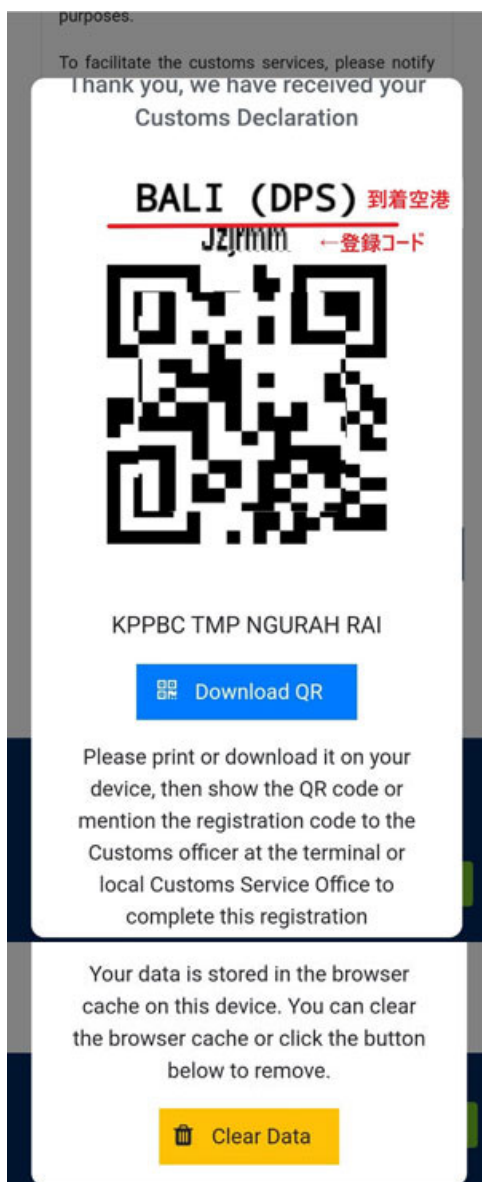 purposes.
To facilitate the customs services, please notify
Thank you, we have received your
Customs Declaration
BALI (DPS) 到着空港
←登録コード
KPPBC TMP NGURAH RAI
Download QR
Please print or download it on your
device, then show the QR code or
mention the registration code to the
Customs officer at the terminal or
local Customs Service Office to
complete this registration
Your data is stored in the browser
cache on this device. You can clear
the browser cache or click the button
below to remove.
Clear Data